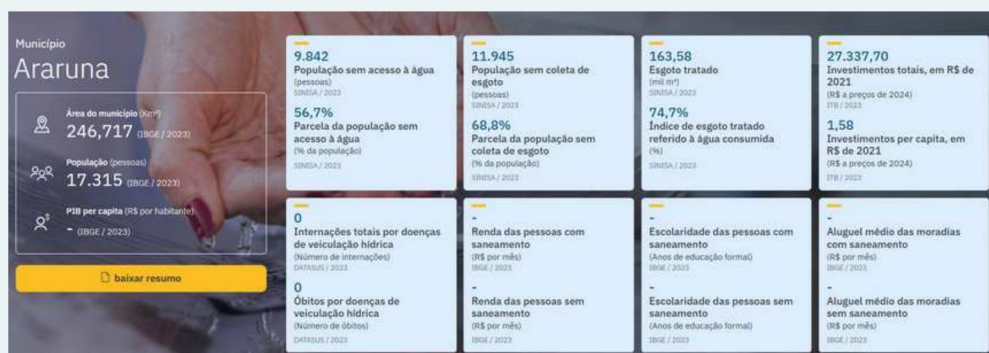 Município
Araruna
Área do município (Km²)
246,717 (IBGE / 2023)
População (pessoas)
17.315 (IBGE / 2023)
PIB per capita (R$ por habitante)
- (IBGE / 2023)
baixar resumo
9.842
População sem acesso à água
(pessoas)
SINISA / 2023
56,7%
Parcela da população sem
acesso à água
(% da população)
SINISA / 2023
11.945
População sem coleta de
esgoto
(pessoas)
SINISA / 2023
68,8%
Parcela da população sem
coleta de esgoto
(% da população)
SINISA / 2023
163,58
Esgoto tratado
(mil m³)
SINISA / 2023
74,7%
Índice de esgoto tratado
referido à água consumida
(%)
SINISA / 2023
27.337,70
Investimentos totais, em R$ de
2021
(R$ a preços de 2024)
ITB / 2023
1,58
Investimentos per capita, em
R$ de 2021
(R$ a preços de 2024)
ITB / 2023
0
Internações totais por doenças
de veiculação hídrica
(Número de internações)
DATASUS / 2023
0
Óbitos por doenças de
veiculação hídrica
(Número de óbitos)
DATASUS / 2023
-
Renda das pessoas com
saneamento
(R$ por mês)
IBGE / 2023
-
Renda das pessoas sem
saneamento
(R$ por mês)
IBGE / 2023
-
Escolaridade das pessoas com
saneamento
(Anos de educação formal)
IBGE / 2023
-
Escolaridade das pessoas sem
saneamento
(Anos de educação formal)
IBGE / 2023
-
Aluguel médio das moradias
com saneamento
(R$ por mês)
IBGE / 2023
-
Aluguel médio das moradias
sem saneamento
(R$ por mês)
IBGE / 2023